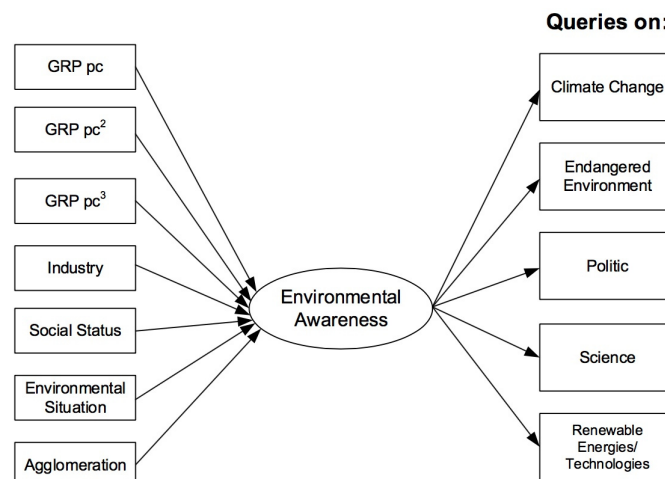 Queries on:
GRP pc
GRP pc²
GRP pc³
Industry
Social Status
Environmental
Situation
Agglomeration
Environmental
Awareness
Climate Change
Endangered
Environment
Politic
Science
Renewable
Energies/
Technologies